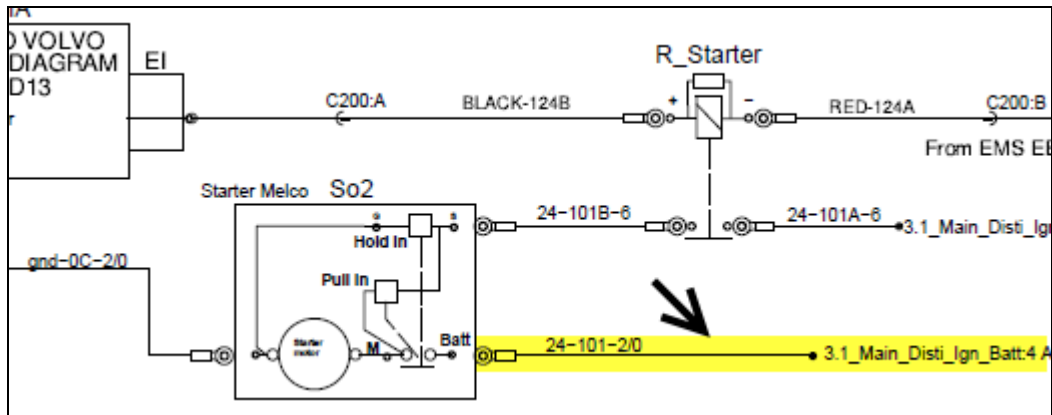 O VOLVO
DIAGRAM
D13
EI
C200:A
BLACK-124B
R_Starter
+
-
RED-124A
C200:B
From EMS
Starter Melco
So2
Hold In
24-101B-6
24-101A-6
3.1_Main_Disti_Ign
gnd-0C-2/0
Pull In
Starter
motor
M
Batt
24-101-2/0
3.1_Main_Disti_Ign_Batt:4 A